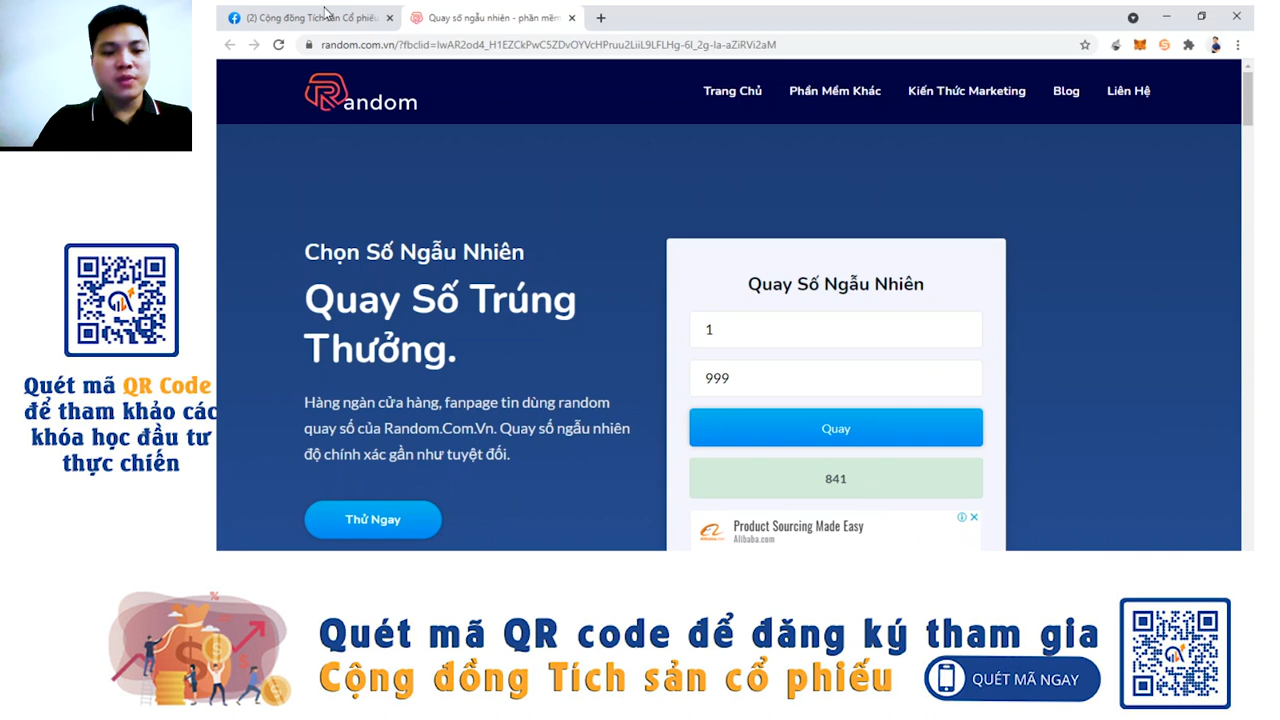 (2) Cộng đồng Tích sản Cổ phiếu
Quay số ngẫu nhiên - phần mềm
random.com.vn/?fbclid=IwAR2od4_H1EZCkPwC5ZDvOYVcHPruu2LiiL9LFLHg-6l_2g-la-aZiRVi2aM
Random
Trang Chủ
Phần Mềm Khác
Kiến Thức Marketing
Blog
Liên Hệ
Chọn Số Ngẫu Nhiên
Quay Số Trúng
Thưởng.
Hàng ngàn cửa hàng, fanpage tin dùng random
quay số của Random.Com.Vn. Quay số ngẫu nhiên
độ chính xác gần như tuyệt đối.
Thử Ngay
Quay Số Ngẫu Nhiên
1
999
Quay
841
Product Sourcing Made Easy
Alibaba.com
Quét mã QR Code
để tham khảo các
khóa học đầu tư
thực chiến
Quét mã QR code để đăng ký tham gia
Cộng đồng Tích sản cổ phiếu
QUÉT MÃ NGAY